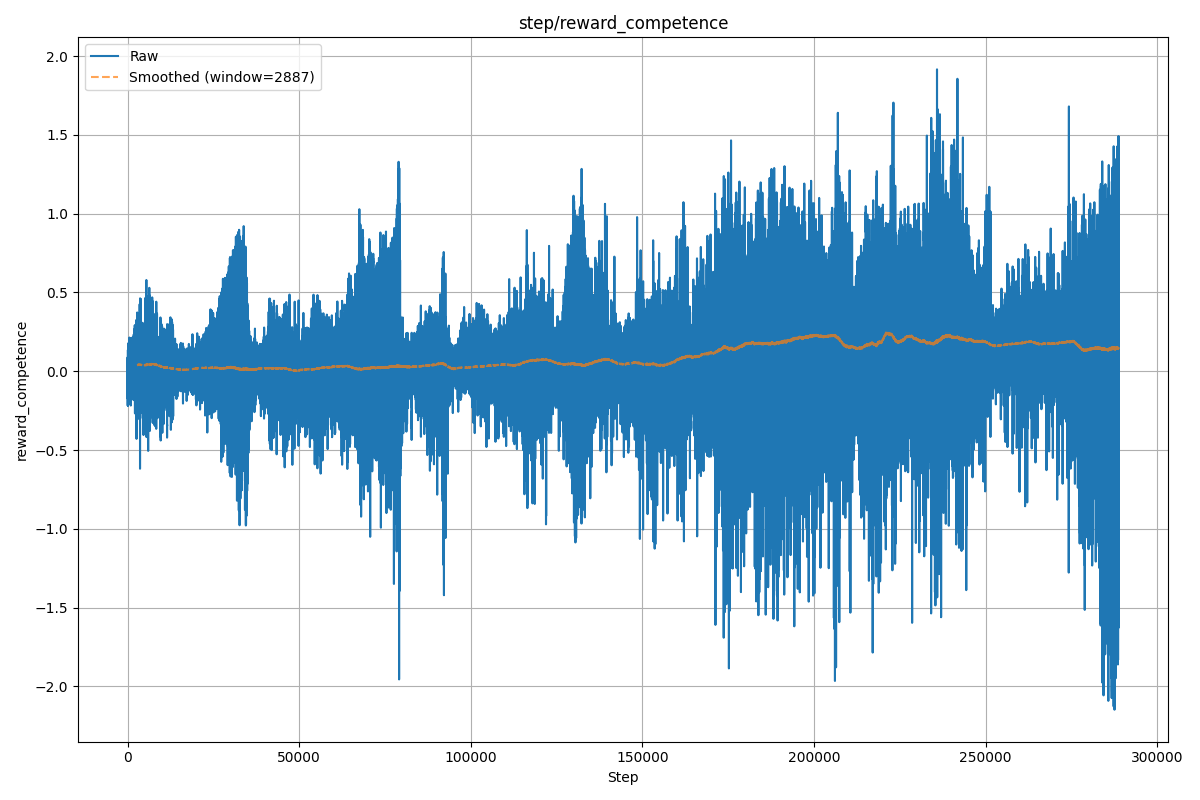 step/reward_competence
Raw
Smoothed (window=2887)
2.0
1.5
1.0
0.5
0.0
−0.5
−1.0
−1.5
−2.0
reward_competence
0 50000 100000 150000 200000 250000 300000
Step